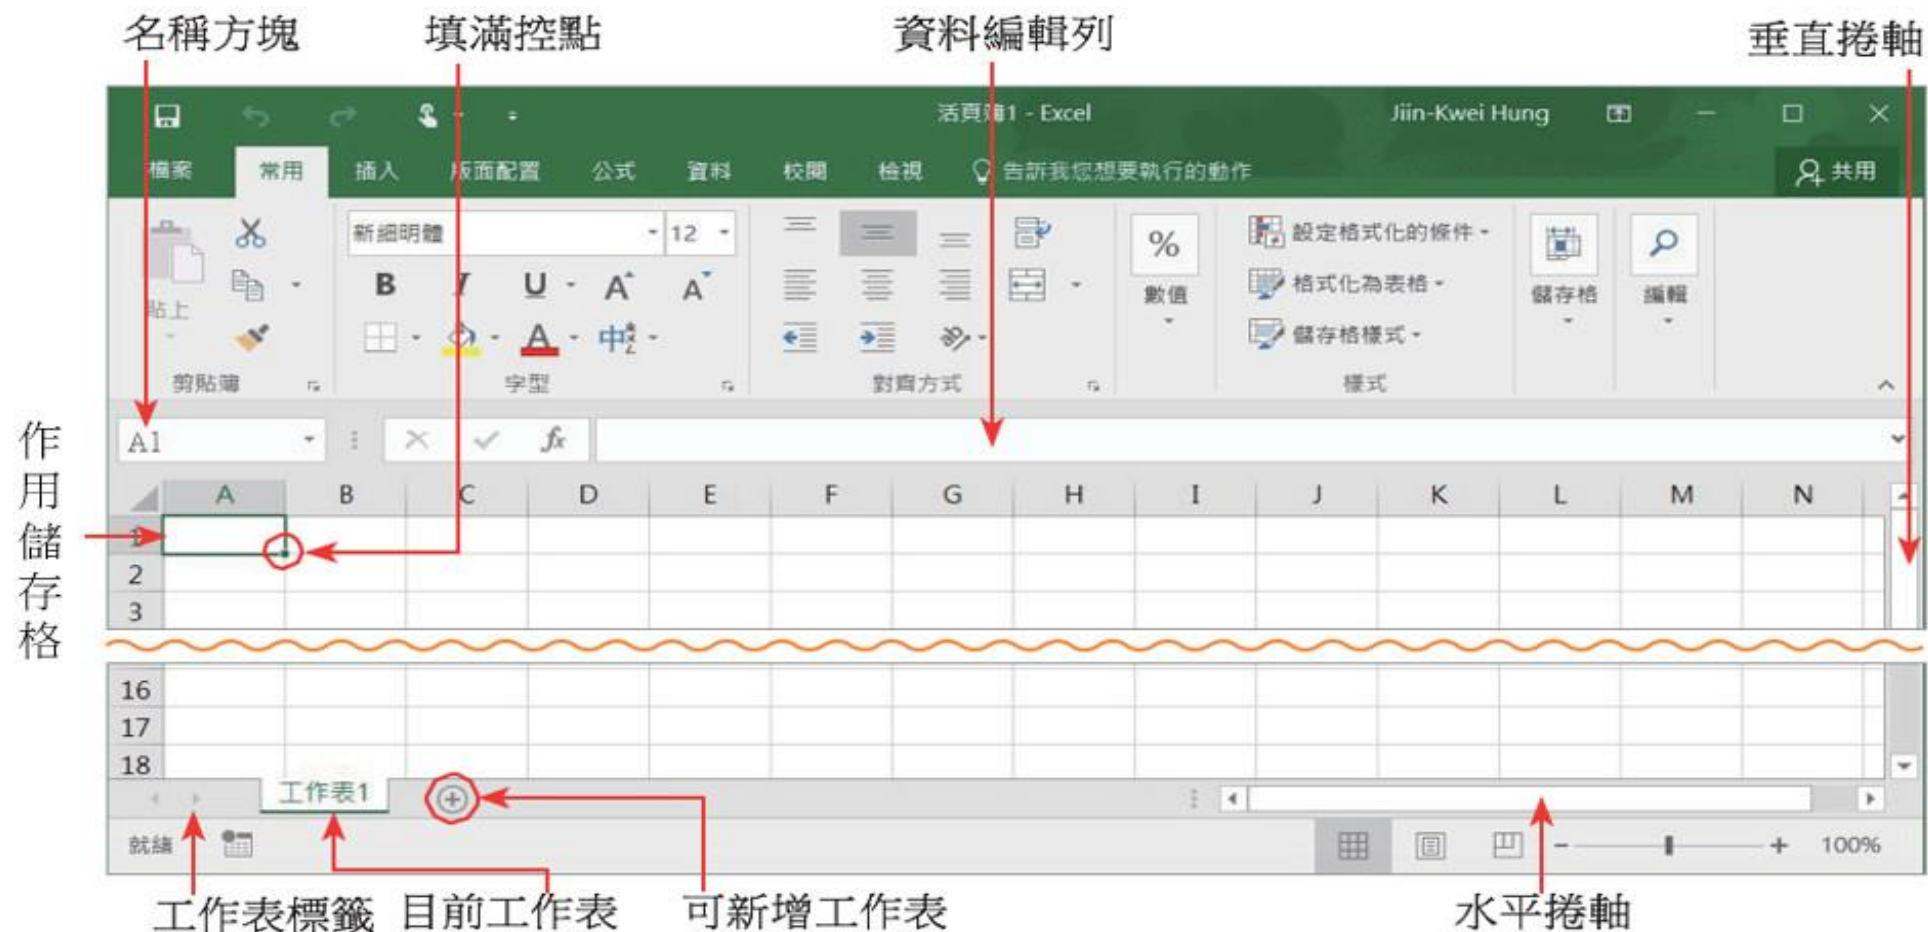 名稱方塊 填滿控點 資料編輯列 垂直捲軸
活頁簿1 - Excel Jiin-Kwei Hung
檔案 常用 插入 版面配置 公式 資料 校閱 檢視 告訴我您想要執行的動作 共用
新細明體 12 % 設定格式化的條件
貼上 B I U A A 數值 格式化為表格 儲存格 編輯
A 中 儲存格樣式
剪貼簿 字型 對齊方式 樣式
作用儲存格
A1 fx
A B C D E F G H I J K L M N
1
2
3
16
17
18
工作表1
就緒 100%
工作表標籤 目前工作表 可新增工作表 水平捲軸